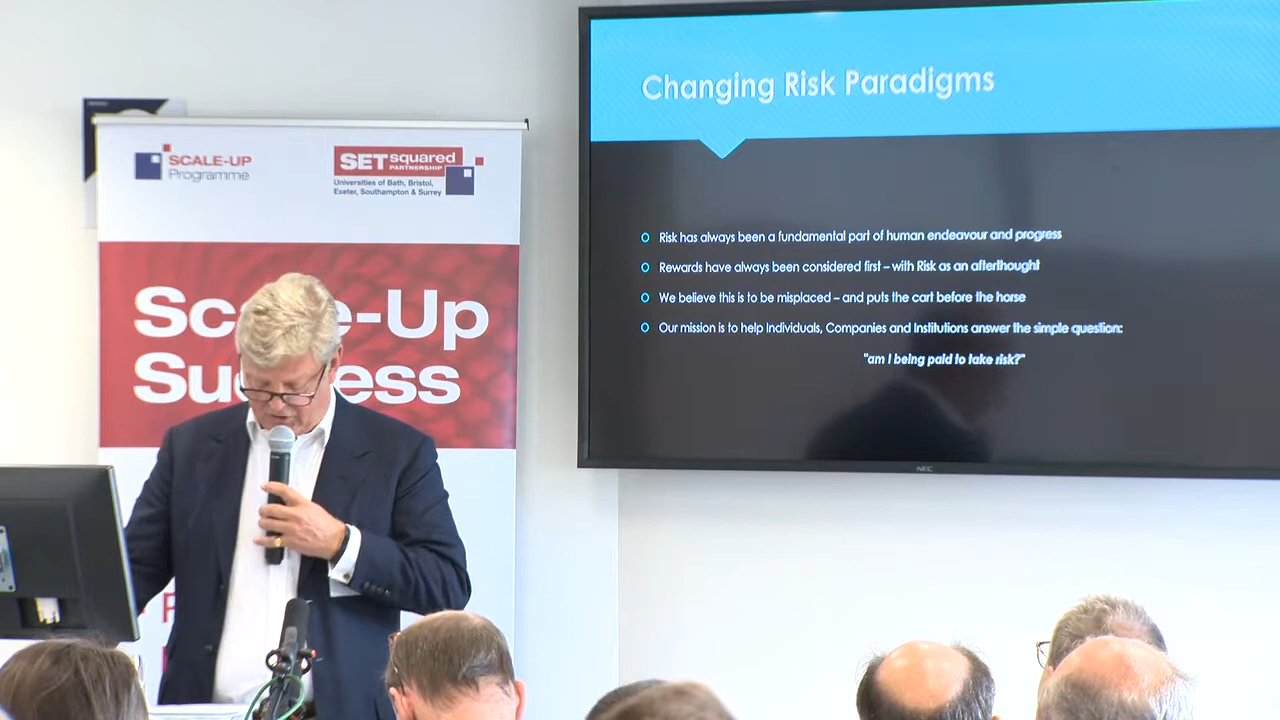 SCALE-UP
Programme
SETsquared
PARTNERSHIP
Universities of Bath, Bristol,
Exeter, Southampton & Surrey
Scale-Up
Success
Changing Risk Paradigms
Risk has always been a fundamental part of human endeavour and progress
Rewards have always been considered first – with Risk as an afterthought
We believe this is to be misplaced – and puts the cart before the horse
Our mission is to help Individuals, Companies and Institutions answer the simple question:
"am I being paid to take risk?"
NEC